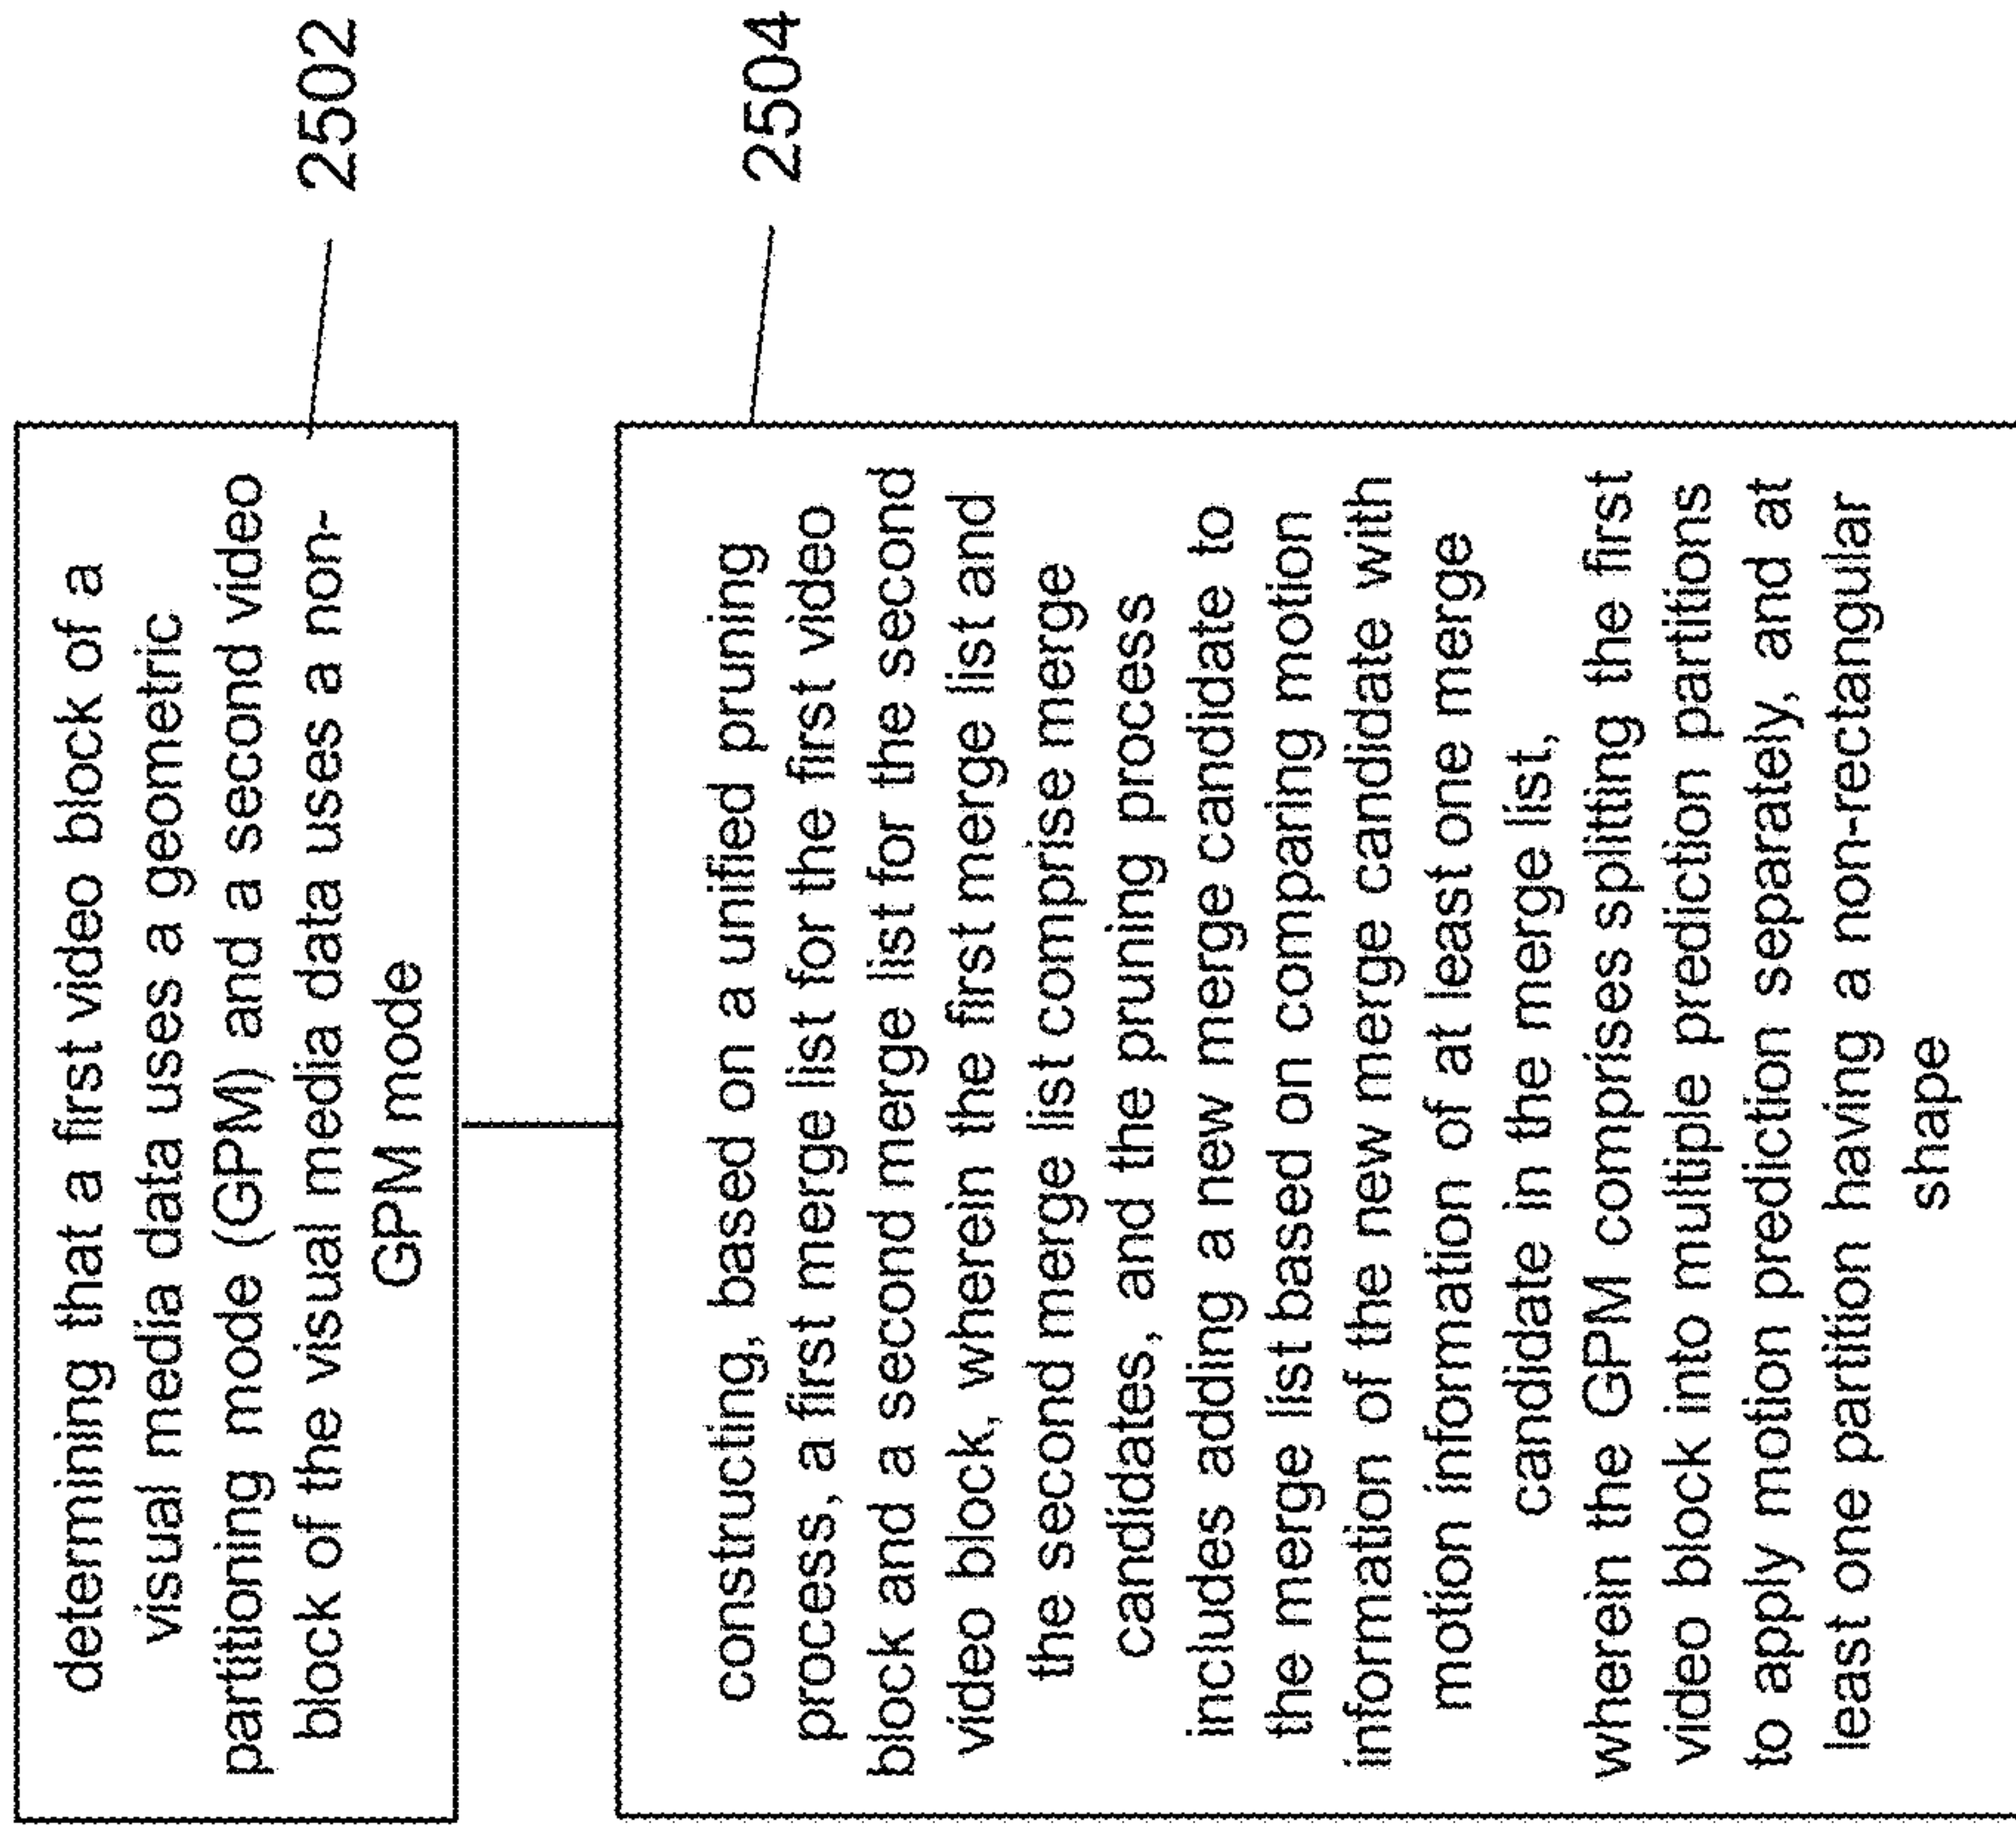 determining that a first video block of a
visual media data uses a geometric
partitioning mode (GPM) and a second video
block of the visual media data uses a non-
GPM mode
2502
constructing, based on a unified pruning
process, a first merge list for the first video
block and a second merge list for the second
video block, wherein the first merge list and
the second merge list comprise merge
candidates, and the pruning process
includes adding a new merge candidate to
the merge list based on comparing motion
information of the new merge candidate with
motion information of at least one merge
candidate in the merge list,
wherein the GPM comprises splitting the first
video block into multiple prediction partitions
to apply motion prediction separately, and at
least one partition having a non-rectangular
shape
2504